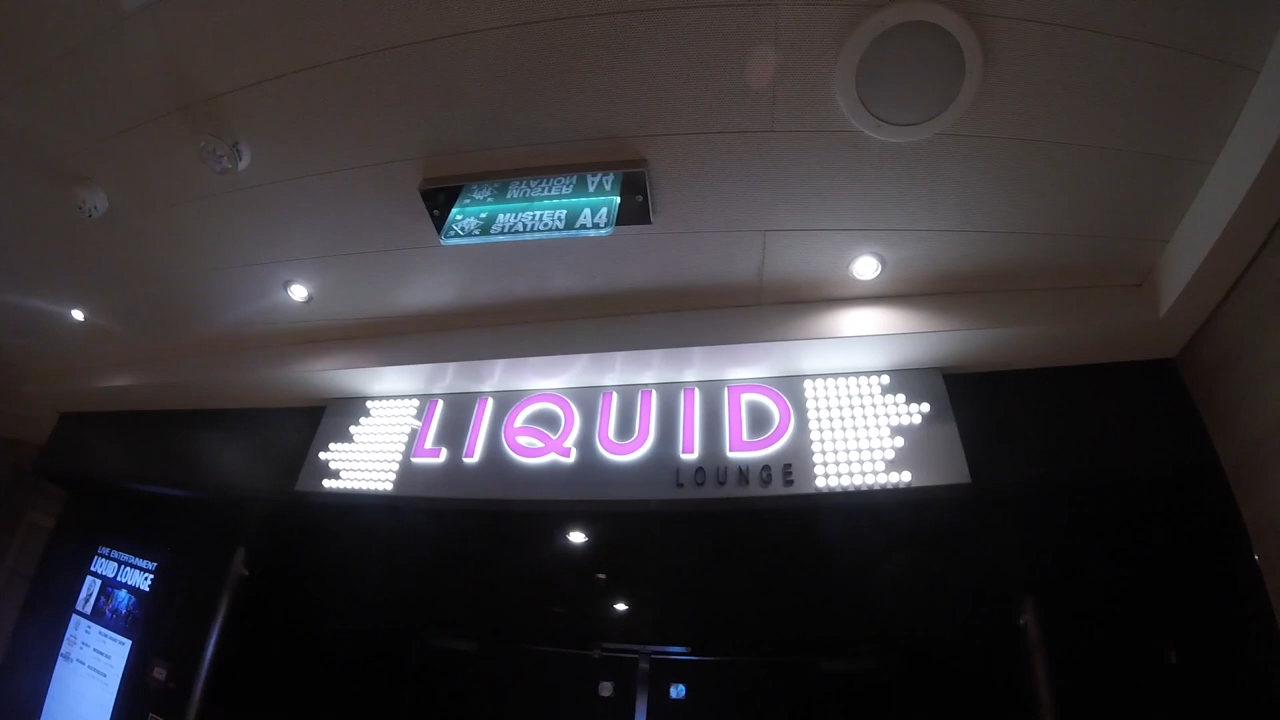 MUSTER
STATION A4
LIQUID
LOUNGE
LIVE ENTERTAINMENT
LIQUID LOUNGE